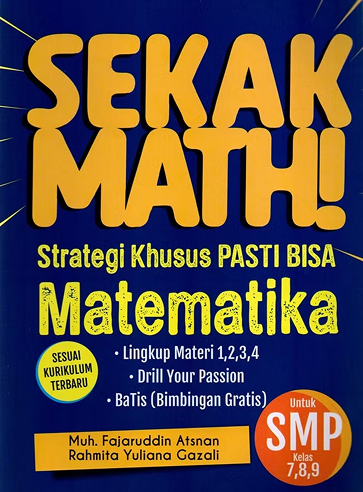 SEKAK
MATH!
Strategi Khusus PASTI BISA
Matematika
SESUAI
KURIKULUM
TERBARU
• Lingkup Materi 1,2,3,4
• Drill Your Passion
• BaTis (Bimbingan Gratis)
Untuk
SMP
Kelas
7,8,9
Muh. Fajaruddin Atsnan
Rahmita Yuliana Gazali